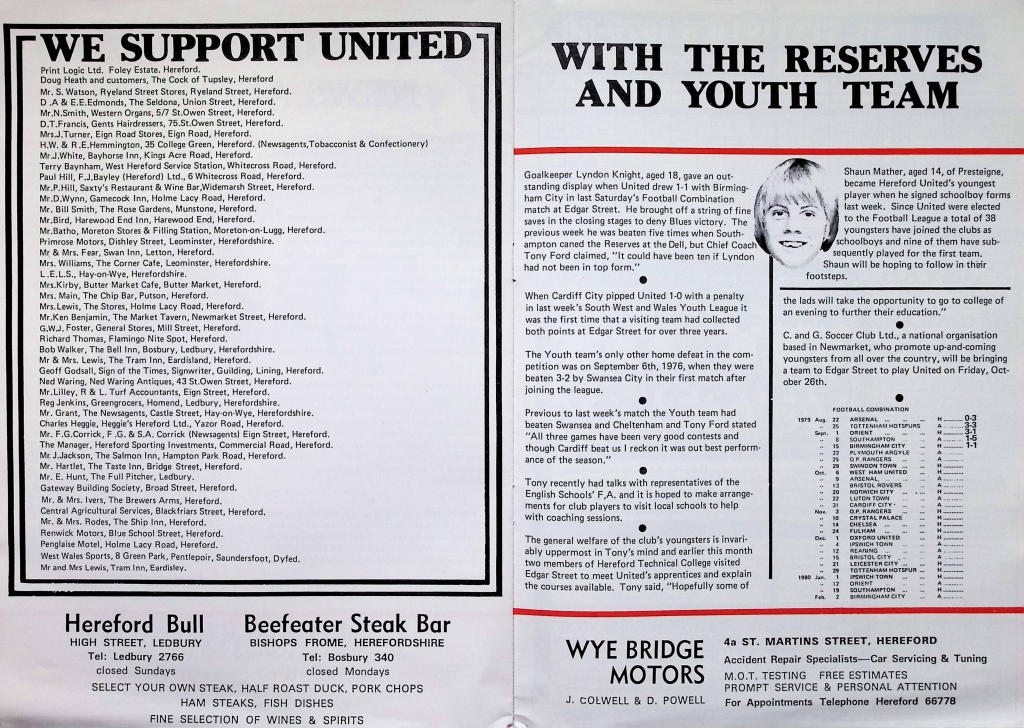 WE SUPPORT UNITED
Print Logic Ltd. Foley Estate. Hereford.
Doug Heath and customers, The Cock of Tupsley, Hereford
Mr. S. Watson, Ryeland Street Stores, Ryeland Street, Hereford.
D .A & E.E.Edmonds, The Seldona, Union Street, Hereford.
Mr.N.Smith, Western Organs, 5/7 St.Owen Street, Hereford.
D.T.Francis, Gents Hairdressers, 75.St.Owen Street, Hereford.
Mrs.J.Turner, Eign Road Stores, Eign Road, Hereford.
H.W. & R.E.Hemmington, 35 College Green, Hereford. (Newsagents,Tobacconist & Confectionery)
Mr.J.White, Bayhorse Inn, Kings Acre Road, Hereford.
Terry Baynham, West Hereford Service Station, Whitecross Road, Hereford.
Paul Hill, F.J.Bayley (Hereford) Ltd., 6 Whitecross Road, Hereford.
Mr.P.Hill, Saxty's Restaurant & Wine Bar,Widemarsh Street, Hereford.
Mr.D.Wynn, Gamecock Inn, Holme Lacy Road, Hereford.
Mr. Bill Smith, The Rose Gardens, Munstone, Hereford.
Mr.Bird, Harewood End Inn, Harewood End, Hereford.
Mr.Batho, Moreton Stores & Filling Station, Moreton-on-Lugg, Hereford.
Primrose Motors, Dishley Street, Leominster, Herefordshire.
Mr & Mrs. Fear, Swan Inn, Letton, Hereford.
Mrs. Williams, The Corner Cafe, Leominster, Herefordshire.
L .E.L.S., Hay-on-Wye, Herefordshire.
Mrs.Kirby, Butter Market Cafe, Butter Market, Hereford.
Mrs. Main, The Chip Bar, Putson, Hereford.
Mrs.Lewis, The Stores, Holme Lacy Road, Hereford.
Mr.Ken Benjamin, The Market Tavern, Newmarket Street, Hereford.
G.W.J. Foster, General Stores, Mill Street, Hereford.
Richard Thomas, Flamingo Nite Spot, Hereford.
Bob Walker, The Bell Inn, Bosbury, Ledbury, Herefordshire.
Mr & Mrs. Lewis, The Tram Inn, Eardisland, Hereford.
Geoff Godsall, Sign of the Times, Signwriter, Guilding, Lining, Hereford.
Ned Waring, Ned Waring Antiques, 43 St.Owen Street, Hereford.
Mr.Lilley, R & L. Turf Accountants, Eign Street, Hereford.
Reg Jenkins, Greengrocers, Homend, Ledbury, Herefordshire.
Mr. Grant, The Newsagents, Castle Street, Hay-on-Wye, Herefordshire.
Charles Heggie, Heggie's Hereford Ltd., Yazor Road, Hereford.
Mr. F.G.Corrick, F .G. & S.A. Corrick (Newsagents) Eign Street, Hereford.
The Manager, Hereford Sporting Investments, Commercial Road, Hereford.
Mr.J.Jackson, The Salmon Inn, Hampton Park Road, Hereford.
Mr. Hartlet, The Taste Inn, Bridge Street, Hereford.
Mr. E. Hunt, The Full Pitcher, Ledbury.
Gateway Building Society, Broad Street, Hereford.
Mr. & Mrs. Ivers, The Brewers Arms, Hereford.
Central Agricultural Services, Blackfriars Street, Hereford.
Mr. & Mrs. Rodes, The Ship Inn, Hereford.
Renwick Motors, Blue School Street, Hereford.
Penglaise Motel, Holme Lacy Road, Hereford.
West Wales Sports, 8 Green Park, Pentlepoir, Saundersfoot, Dyfed.
Mr and Mrs Lewis, Tram Inn, Eardisley.
Hereford Bull
HIGH STREET, LEDBURY
Tel: Ledbury 2766
closed Sundays
Beefeater Steak Bar
BISHOPS FROME, HEREFORDSHIRE
Tel: Bosbury 340
closed Mondays
SELECT YOUR OWN STEAK, HALF ROAST DUCK, PORK CHOPS
HAM STEAKS, FISH DISHES
FINE SELECTION OF WINES & SPIRITS
WITH THE RESERVES
AND YOUTH TEAM
Goalkeeper Lyndon Knight, aged 18, gave an out-
standing display when United drew 1-1 with Birming-
ham City in last Saturday's Football Combination
match at Edgar Street. He brought off a string of fine
saves in the closing stages to deny Blues victory. The
previous week he was beaten five times when South-
ampton caned the Reserves at the Dell, but Chief Coach
Tony Ford claimed, "It could have been ten if Lyndon
had not been in top form."
When Cardiff City pipped United 1-0 with a penalty
in last week's South West and Wales Youth League it
was the first time that a visiting team had collected
both points at Edgar Street for over three years.
The Youth team's only other home defeat in the com-
petition was on September 6th, 1976, when they were
beaten 3-2 by Swansea City in their first match after
joining the league.
Previous to last week's match the Youth team had
beaten Swansea and Cheltenham and Tony Ford stated
"All three games have been very good contests and
though Cardiff beat us I reckon it was out best perform-
ance of the season."
Tony recently had talks with representatives of the
English Schools' F,A. and it is hoped to make arrange-
ments for club players to visit local schools to help
with coaching sessions.
The general welfare of the club's youngsters is invari-
ably uppermost in Tony's mind and earlier this month
two members of Hereford Technical College visited
Edgar Street to meet United's apprentices and explain
the courses available. Tony said, "Hopefully some of
Shaun Mather, aged 14, of Presteigne,
became Hereford United's youngest
player when he signed schoolboy forms
last week. Since United were elected
to the Football League a total of 38
youngsters have joined the clubs as
schoolboys and nine of them have sub-
sequently played for the first team.
Shaun will be hoping to follow in their
footsteps.
the lads will take the opportunity to go to college of
an evening to further their education."
C. and G. Soccer Club Ltd., a national organisation
based in Newmarket, who promote up-and-coming
youngsters from all over the country, will be bringing
a team to Edgar Street to play United on Friday, Oct-
ober 26th.
FOOTBALL COMBINATION
1979 Aug. 22 ARSENAL ... H 0-3
" 25 TOTTENHAM HOTSPURS A 3-3
Sept. 1 ORIENT ... H 3-1
" 8 SOUTHAMPTON ... A 1-5
" 15 BIRMINGHAM CITY ... H 1-1
" 22 PLYMOUTH ARGYLE ... A
" 25 Q.P. RANGERS ... A
" 29 SWINDON TOWN ... H
Oct. 6 WEST HAM UNITED ... H
" 9 ARSENAL ... A
" 13 BRISTOL ROVERS ... A
" 20 NORWICH CITY ... H
" 22 LUTON TOWN ... A
" 31 CARDIFF CITY ... A
Nov. 3 Q.P. RANGERS ... H
" 10 CRYSTAL PALACE ... H
" 14 CHELSEA ... H
" 24 FULHAM ... H
Dec. 1 OXFORD UNITED ... H
" 4 IPSWICH TOWN ... A
" 12 READING ... A
" 15 BRISTOL CITY ... A
" 21 LEICESTER CITY ... H
" 29 TOTTENHAM HOTSPUR ... H
1980 Jan. 1 IPSWICH TOWN ... H
" 12 ORIENT ... A
" 19 SOUTHAMPTON ... H
Feb. 2 BIRMINGHAM CITY ... A
WYE BRIDGE
MOTORS
J. COLWELL & D. POWELL
4a ST. MARTINS STREET, HEREFORD
Accident Repair Specialists—Car Servicing & Tuning
M.O.T. TESTING FREE ESTIMATES
PROMPT SERVICE & PERSONAL ATTENTION
For Appointments Telephone Hereford 66778